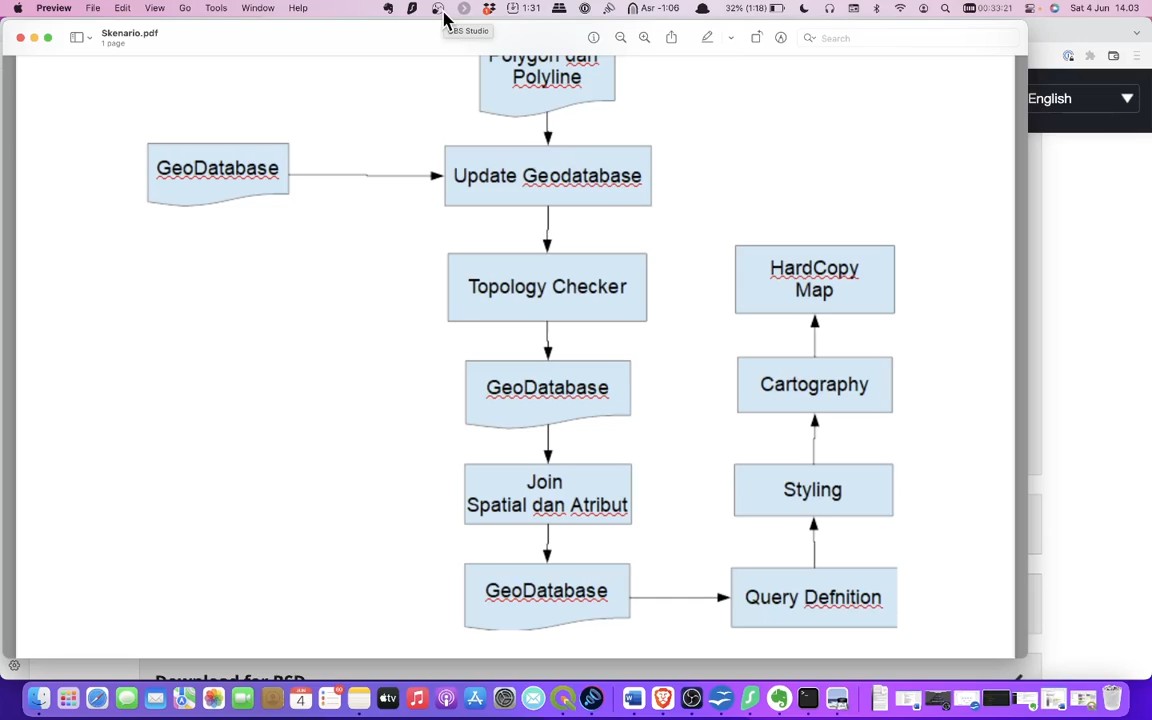 Preview File Edit View Go Tools Window Help
1:31
Asr -1:06
32% (1:18)
00:33:21
Sat 4 Jun 14.03
Skenario.pdf
1 page
BS Studio
Search
English
Polygon dan
Polyline
GeoDatabase
Update Geodatabase
Topology Checker
HardCopy
Map
GeoDatabase
Cartography
Join
Spatial dan Atribut
Styling
GeoDatabase
Query Defnition